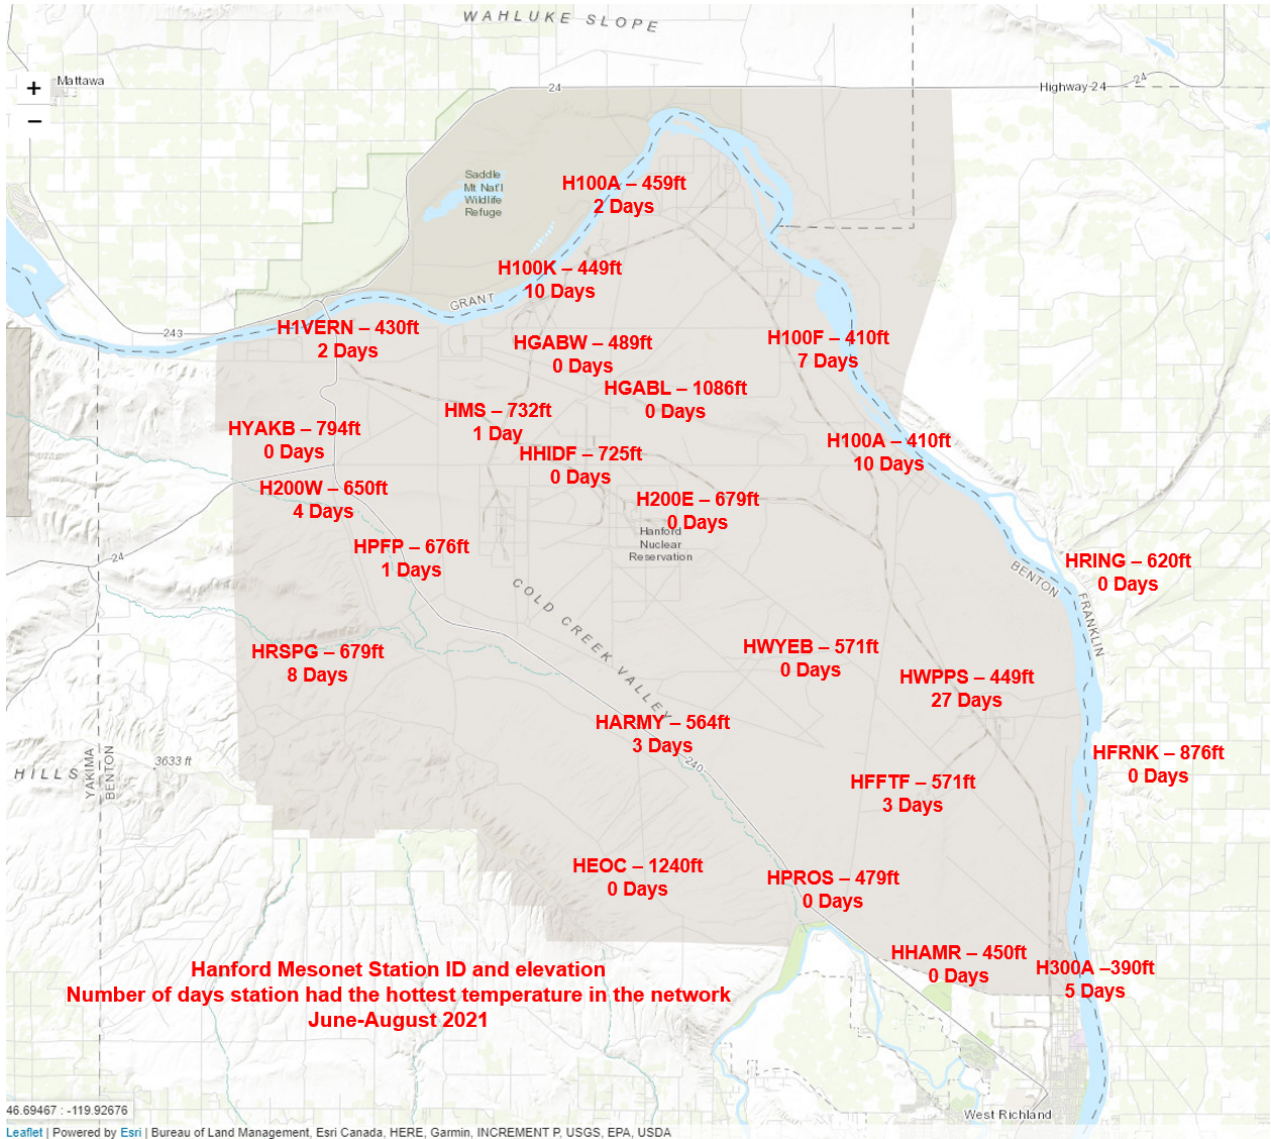 WAHLUKE SLOPE
+
Mattawa
24
Highway 24
24
−
Saddle
Mt Nat'l
Wildlife
Refuge
H100A – 459ft
2 Days
H100K – 449ft
10 Days
GRANT
243
H1VERN – 430ft
2 Days
HGABW – 489ft
0 Days
H100F – 410ft
7 Days
HGABL – 1086ft
0 Days
HMS – 732ft
1 Day
HYAKB – 794ft
0 Days
H100A – 410ft
10 Days
HHIDF – 725ft
0 Days
H200W – 650ft
4 Days
H200E – 679ft
0 Days
Hanford
Nuclear
Reservation
24
HPFP – 676ft
1 Days
HRING – 620ft
0 Days
BENTON
FRANKLIN
COLD CREEK VALLEY
HRSPG – 679ft
8 Days
HWYEB – 571ft
0 Days
HWPPS – 449ft
27 Days
HARMY – 564ft
3 Days
240
HFRNK – 876ft
0 Days
HILLS
YAKIMA
BENTON
3633 ft
HFFTF – 571ft
3 Days
HEOC – 1240ft
0 Days
HPROS – 479ft
0 Days
HHAMR – 450ft
0 Days
H300A –390ft
5 Days
Hanford Mesonet Station ID and elevation
Number of days station had the hottest temperature in the network
June-August 2021
West Richland
46.69467 : -119.92676
Leaflet | Powered by Esri | Bureau of Land Management, Esri Canada, HERE, Garmin, INCREMENT P, USGS, EPA, USDA